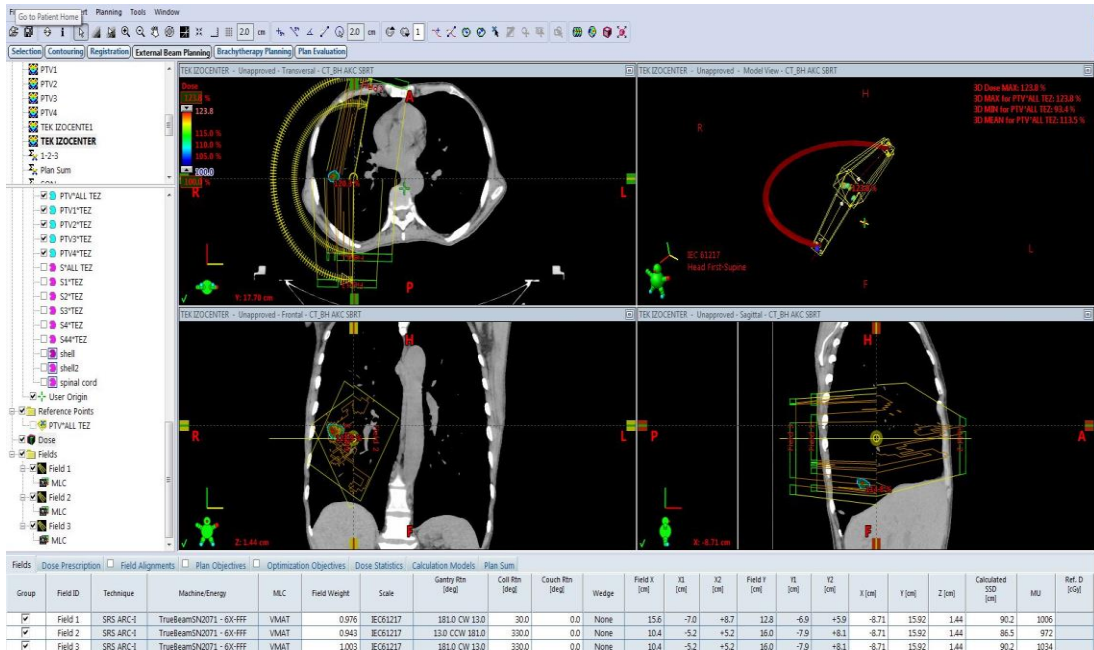 Go to Patient Home
Planning Tools Window
2.0 cm
2.0 cm
1
Selection Contouring Registration External Beam Planning Brachytherapy Planning Plan Evaluation
PTV1
PTV2
PTV3
PTV4
TEK IZOCENTE1
TEK IZOCENTER
1-2-3
Plan Sum
PTV*ALL TEZ
PTV1*TEZ
PTV2*TEZ
PTV3*TEZ
PTV4*TEZ
S*ALL TEZ
S1*TEZ
S2*TEZ
S3*TEZ
S4*TEZ
S44*TEZ
shell
shell2
spinal cord
User Origin
Reference Points
PTV*ALL TEZ
Dose
Fields
Field 1
MLC
Field 2
MLC
Field 3
MLC
TEK IZOCENTER - Unapproved - Transversal - CT_BH AKC SBRT
Dose
123.8
115.0 %
110.0 %
105.0 %
100.0
100.0 %
A
R
L
P
Y: 17.70 cm
TEK IZOCENTER - Unapproved - Model View - CT_BH AKC SBRT
3D Dose MAX: 123.8 %
3D MAX for PTV*ALL TEZ: 123.8 %
3D MIN for PTV*ALL TEZ: 93.4 %
3D MEAN for PTV*ALL TEZ: 113.5 %
H
R
L
F
IEC 61217
Head First-Supine
TEK IZOCENTER - Unapproved - Frontal - CT_BH AKC SBRT
H
R
L
F
Z: 1.44 cm
TEK IZOCENTER - Unapproved - Sagittal - CT_BH AKC SBRT
H
P
A
F
X: -8.71 cm
Fields Dose Prescription Field Alignments Plan Objectives Optimization Objectives Dose Statistics Calculation Models Plan Sum
Group Field ID Technique Machine/Energy MLC Field Weight Scale Gantry Rtn [deg] Coll Rtn [deg] Couch Rtn [deg] Wedge Field X [cm] X1 [cm] X2 [cm] Field Y [cm] Y1 [cm] Y2 [cm] X [cm] Y [cm] Z [cm] Calculated SSD [cm] MU Ref. D [cGy]
Field 1 SRS ARC-I TrueBeamSN2071 - 6X-FFF VMAT 0.976 IEC61217 181.0 CW 13.0 30.0 0.0 None 15.6 -7.0 +8.7 12.8 -6.9 +5.9 -8.71 15.92 1.44 90.2 1006
Field 2 SRS ARC-I TrueBeamSN2071 - 6X-FFF VMAT 0.943 IEC61217 13.0 CCW 181.0 330.0 0.0 None 10.4 -5.2 +5.2 16.0 -7.9 +8.1 -8.71 15.92 1.44 86.5 972
Field 3 SRS ARC-I TrueBeamSN2071 - 6X-FFF VMAT 1.003 IEC61217 181.0 CW 13.0 330.0 0.0 None 10.4 -5.2 +5.2 16.0 -7.9 +8.1 -8.71 15.92 1.44 90.2 1034